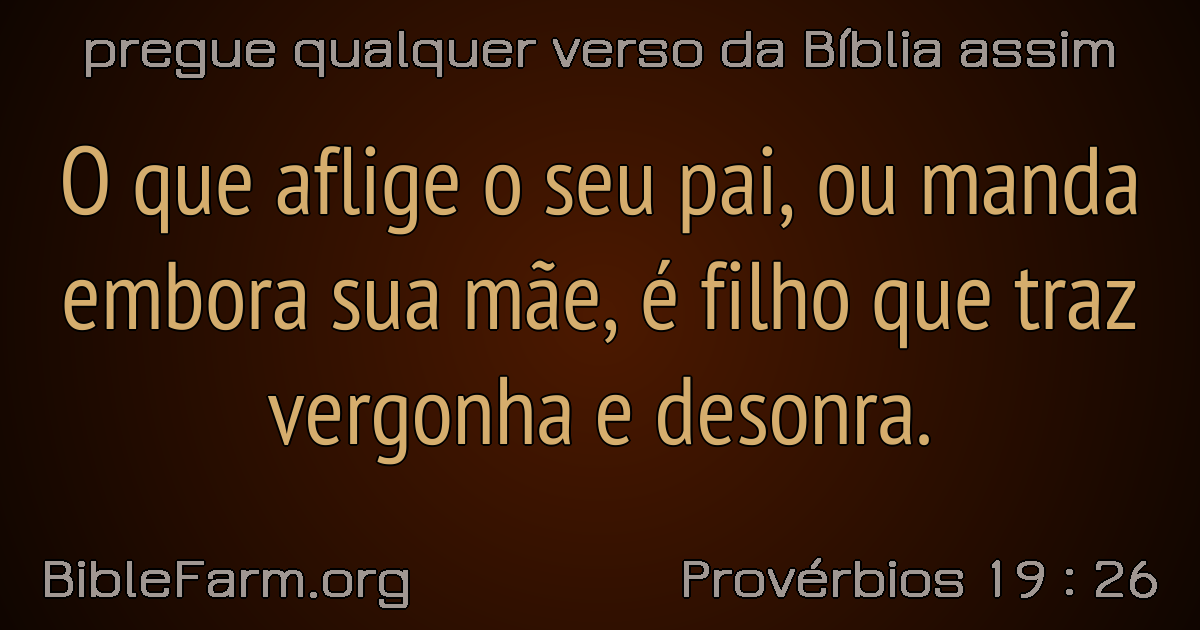 pregue qualquer verso da Bíblia assim
O que aflige o seu pai, ou manda
embora sua mãe, é filho que traz
vergonha e desonra.
BibleFarm.org
Provérbios 19 : 26